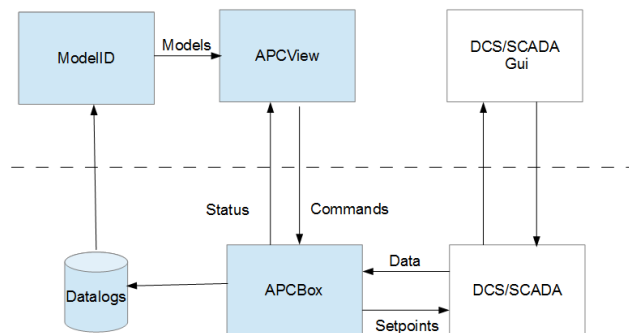 ModelID
Models
APCView
DCS/SCADA
Gui
Status
Commands
Datalogs
APCBox
Data
Setpoints
DCS/SCADA